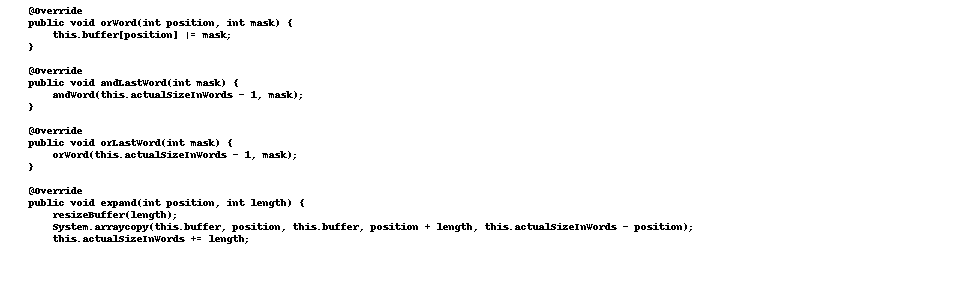 @Override
public void orWord(int position, int mask) {
    this.buffer[position] |= mask;
}

@Override
public void andLastWord(int mask) {
    andWord(this.actualSizeInWords - 1, mask);
}

@Override
public void orLastWord(int mask) {
    orWord(this.actualSizeInWords - 1, mask);
}

@Override
public void expand(int position, int length) {
    resizeBuffer(length);
    System.arraycopy(this.buffer, position, this.buffer, position + length, this.actualSizeInWords - position);
    this.actualSizeInWords += length;